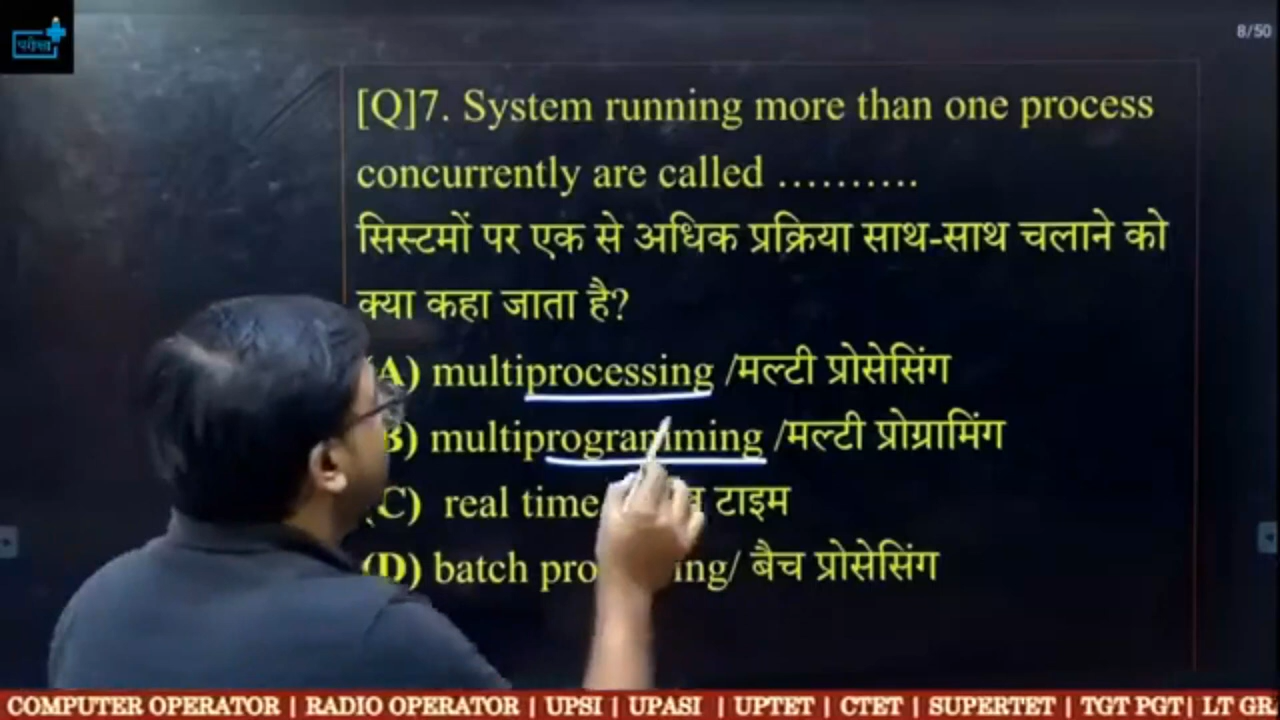 परीक्षा
8/50
[Q]7. System running more than one process
concurrently are called ..........
सिस्टमों पर एक से अधिक प्रक्रिया साथ-साथ चलाने को
क्या कहा जाता है?
(A) multiprocessing /मल्टी प्रोसेसिंग
(B) multiprogramming /मल्टी प्रोग्रामिंग
(C) real time टाइम
(D) batch / बैच प्रोसेसिंग
COMPUTER OPERATOR | RADIO OPERATOR | UPSI | UPASI | UPTET | CTET | SUPERTET | TGT PGT| LT GR